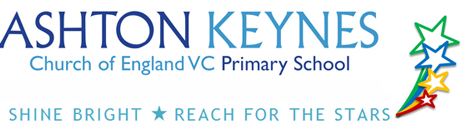 ASHTON KEYNES
Church of England VC Primary School
SHINE BRIGHT ★ REACH FOR THE STARS